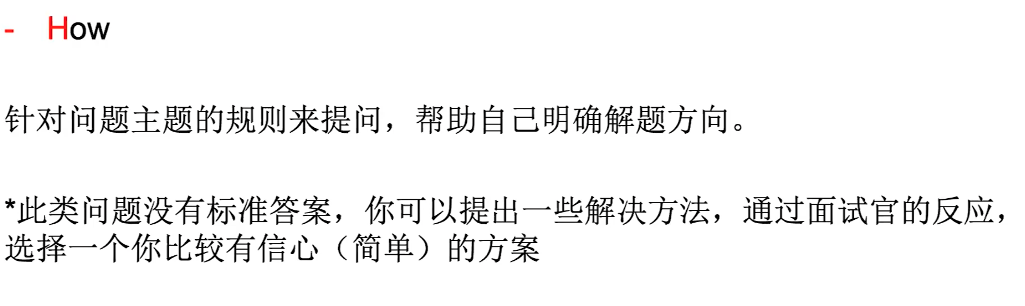 - How
针对问题主题的规则来提问，帮助自己明确解题方向。
*此类问题没有标准答案，你可以提出一些解决方法，通过面试官的反应，
选择一个你比较有信心（简单）的方案